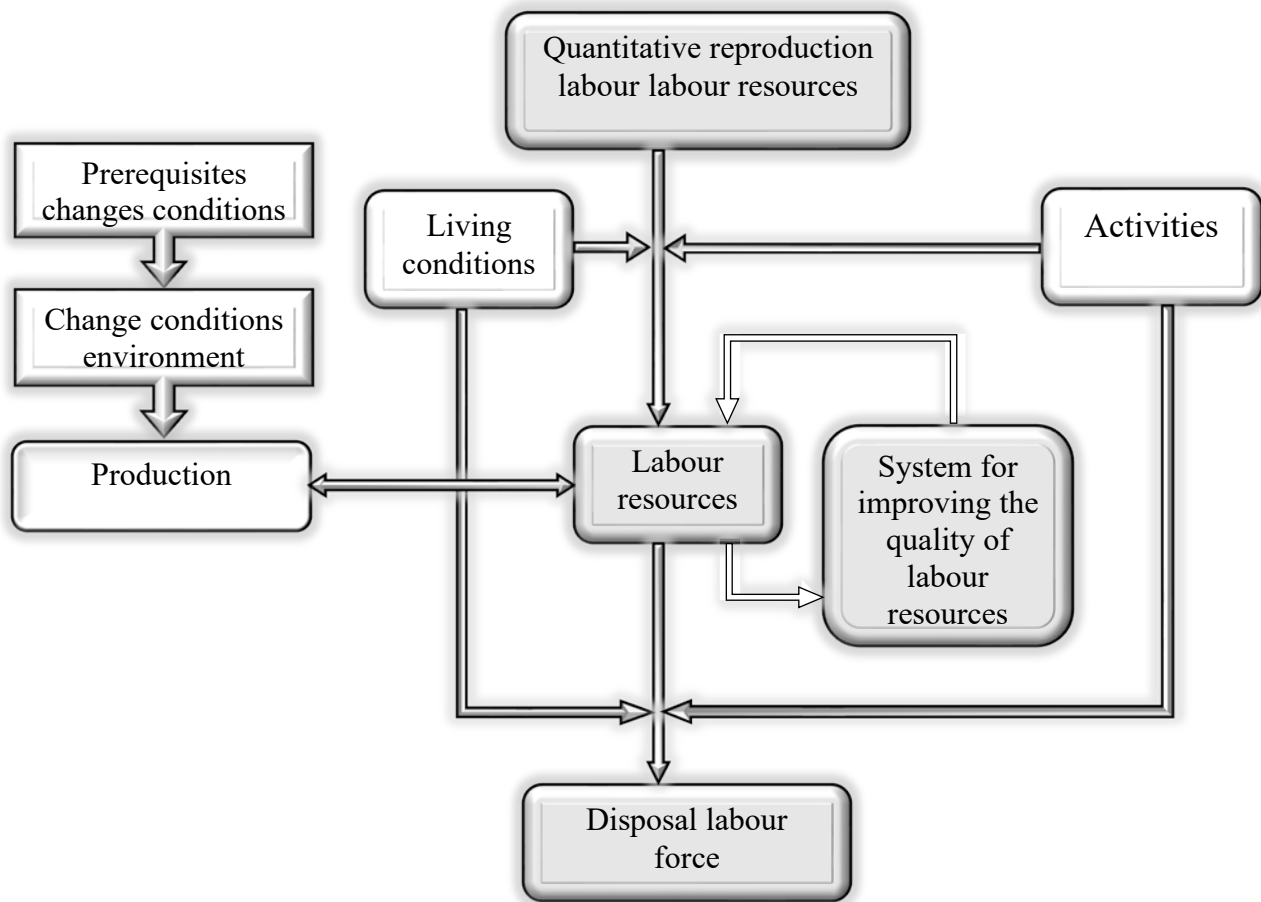 Quantitative reproduction
labour labour resources
Prerequisites
changes conditions
Living
conditions
Activities
Change conditions
environment
Production
Labour
resources
System for
improving the
quality of
labour
resources
Disposal labour
force